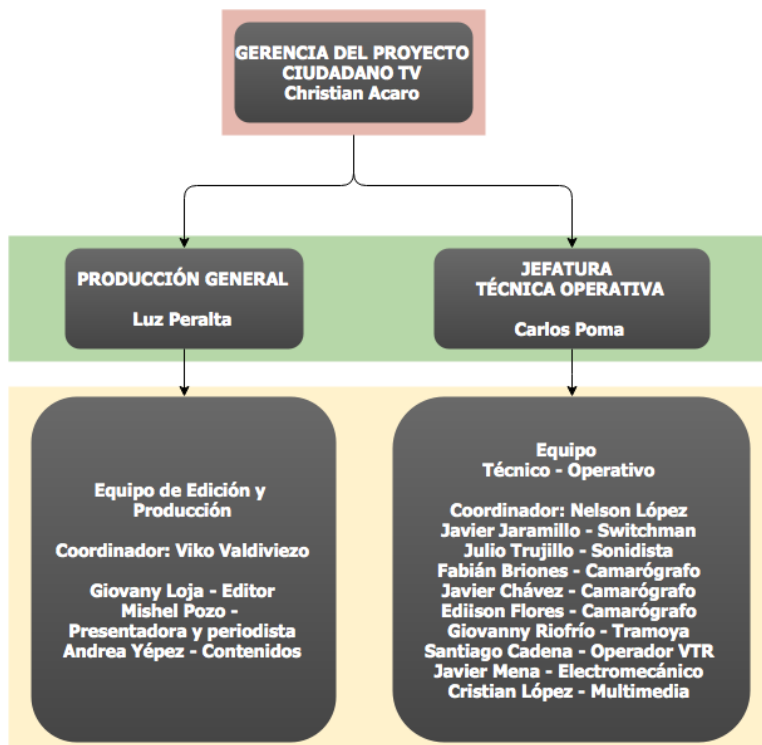 GERENCIA DEL PROYECTO
CIUDADANO TV
Christian Acaro
PRODUCCIÓN GENERAL
Luz Peralta
JEFATURA
TÉCNICA OPERATIVA
Carlos Poma
Equipo de Edición y
Producción
Coordinador: Viko Valdiviezo
Giovany Loja - Editor
Mishel Pozo -
Presentadora y periodista
Andrea Yépez - Contenidos
Equipo
Técnico - Operativo
Coordinador: Nelson López
Javier Jaramillo - Switchman
Julio Trujillo - Sonidista
Fabián Briones - Camarógrafo
Javier Chávez - Camarógrafo
Ediison Flores - Camarógrafo
Giovanny Riofrío - Tramoya
Santiago Cadena - Operador VTR
Javier Mena - Electromecánico
Cristian López - Multimedia